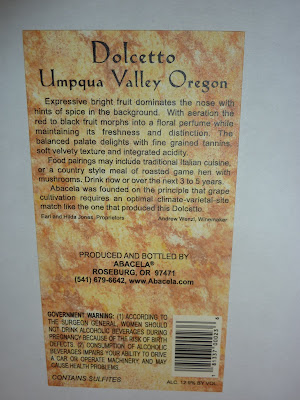 Dolcetto
Umpqua Valley Oregon
Expressive bright fruit dominates the nose with
hints of spice in the background. With aeration the
red to black fruit morphs into a floral perfume while
maintaining its freshness and distinction. The
balanced palate delights with fine grained tannins,
soft velvety texture and integrated acidity.
Food pairings may include traditional Italian cuisine,
or a country style meal of roasted game hen with
mushrooms. Drink now or over the next 3 to 5 years.
Abacela was founded on the principle that grape
cultivation requires an optimal climate-varietal-site
match like the one that produced this Dolcetto.
Earl and Hilda Jones, Proprietors Andrew Wenzl, Winemaker
PRODUCED AND BOTTLED BY
ABACELA®
ROSEBURG, OR 97471
(541) 679-6642, www.Abacela.com
GOVERNMENT WARNING: (1) ACCORDING TO
THE SURGEON GENERAL, WOMEN SHOULD
NOT DRINK ALCOHOLIC BEVERAGES DURING
PREGNANCY BECAUSE OF THE RISK OF BIRTH
DEFECTS. (2) CONSUMPTION OF ALCOHOLIC
BEVERAGES IMPAIRS YOUR ABILITY TO DRIVE
A CAR OR OPERATE MACHINERY, AND MAY
CAUSE HEALTH PROBLEMS.
CONTAINS SULFITES